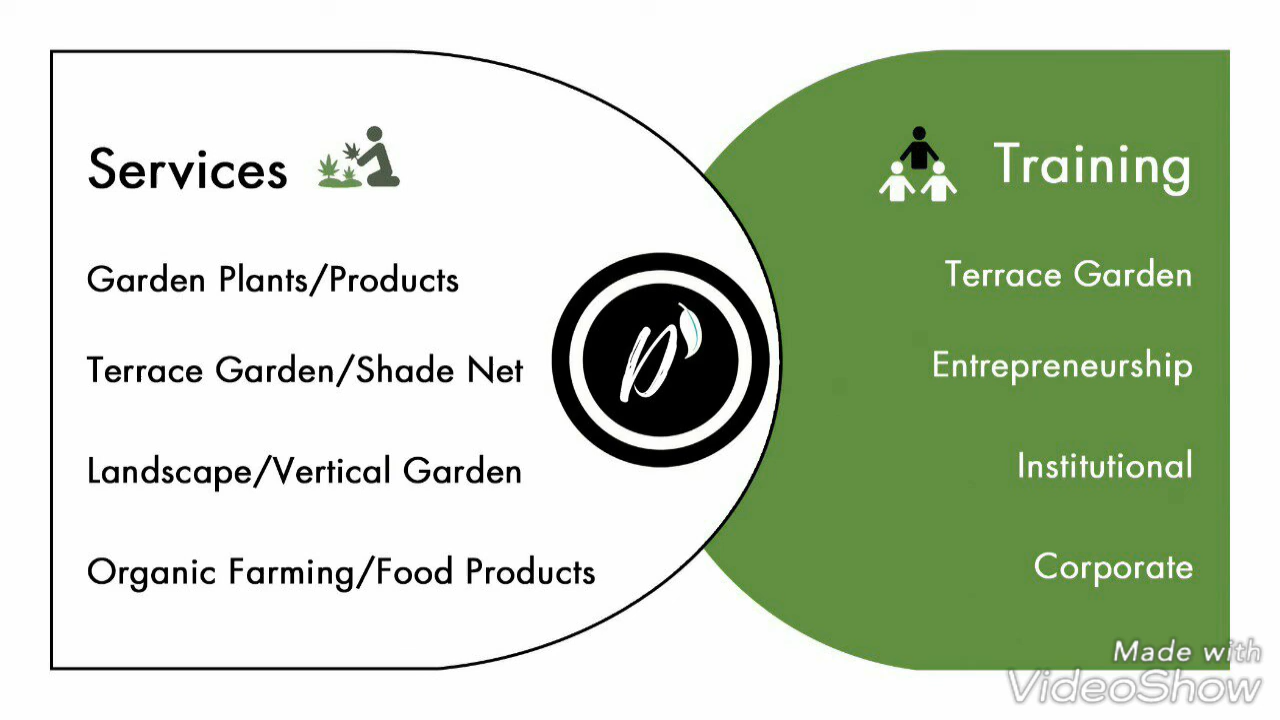 Services
Garden Plants/Products
Terrace Garden/Shade Net
Landscape/Vertical Garden
Organic Farming/Food Products
D
Training
Terrace Garden
Entrepreneurship
Institutional
Corporate
Made with
VideoShow